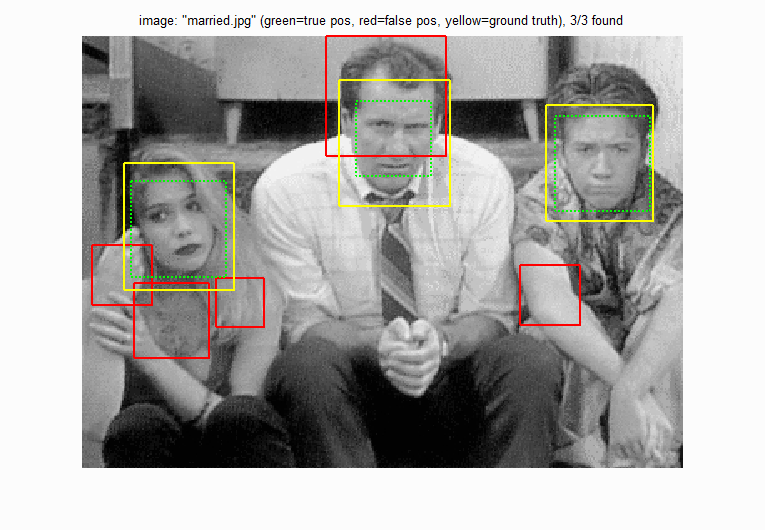 image: "married.jpg" (green=true pos, red=false pos, yellow=ground truth), 3/3 found